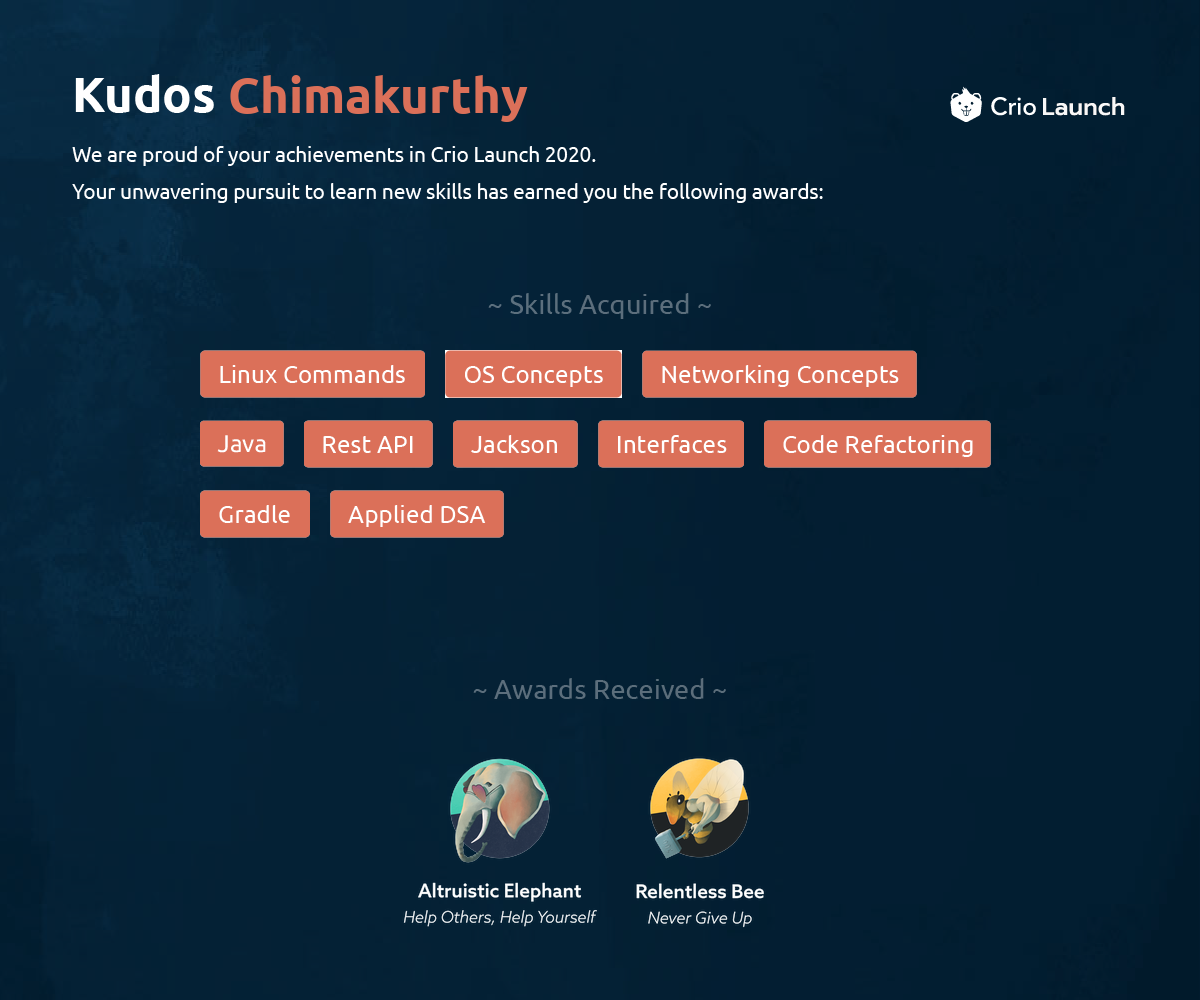 Kudos Chimakurthy
Crio Launch
We are proud of your achievements in Crio Launch 2020.
Your unwavering pursuit to learn new skills has earned you the following awards:
~ Skills Acquired ~
Linux Commands OS Concepts Networking Concepts
Java Rest API Jackson Interfaces Code Refactoring
Gradle Applied DSA
~ Awards Received ~
Altruistic Elephant Relentless Bee
Help Others, Help Yourself Never Give Up